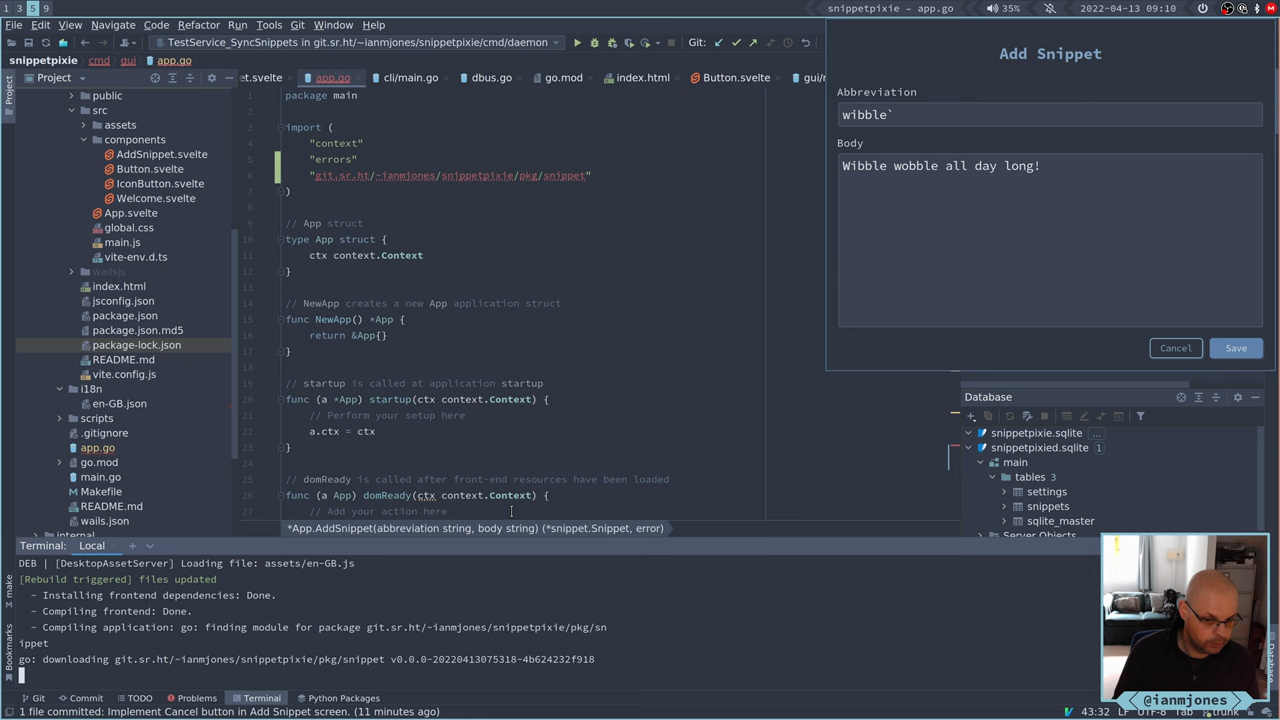 1 3 5 9
snippetpixie – app.go
35%
2022-04-13 09:10
File Edit View Navigate Code Refactor Run Tools Git Window Help
TestService_SyncSnippets in git.sr.ht/~ianmjones/snippetpixie/cmd/daemon
Git:
snippetpixie cmd gui app.go
Project
et.svelte app.go cli/main.go dbus.go go.mod index.html Button.svelte gui/
public
src
assets
components
AddSnippet.svelte
Button.svelte
IconButton.svelte
Welcome.svelte
App.svelte
global.css
main.js
vite-env.d.ts
wailsjs
index.html
jsconfig.json
package.json
package.json.md5
package-lock.json
README.md
vite.config.js
i18n
en-GB.json
scripts
.gitignore
app.go
go.mod
main.go
Makefile
README.md
wails.json
internal
1 package main
2
3 import (
4 "context"
5 "errors"
6 "git.sr.ht/~ianmjones/snippetpixie/pkg/snippet"
7 )
8
9 // App struct
10 type App struct {
11 ctx context.Context
12 }
13
14 // NewApp creates a new App application struct
15 func NewApp() *App {
16 return &App{}
17 }
18
19 // startup is called at application startup
20 func (a *App) startup(ctx context.Context) {
21 // Perform your setup here
22 a.ctx = ctx
23 }
24
25 // domReady is called after front-end resources have been loaded
26 func (a App) domReady(ctx context.Context) {
27 // Add your action here
*App.AddSnippet(abbreviation string, body string) (*snippet.Snippet, error)
Add Snippet
Abbreviation
wibble`
Body
Wibble wobble all day long!
Cancel
Save
Database
snippetpixie.sqlite ...
snippetpixied.sqlite 1
main
tables 3
settings
snippets
sqlite_master
Server Objects
Terminal: Local
DEB | [DesktopAssetServer] Loading file: assets/en-GB.js
[Rebuild triggered] files updated
- Installing frontend dependencies: Done.
- Compiling frontend: Done.
- Compiling application: go: finding module for package git.sr.ht/~ianmjones/snippetpixie/pkg/sn
ippet
go: downloading git.sr.ht/~ianmjones/snippetpixie/pkg/snippet v0.0.0-20220413075318-4b624232f918
Project
make
Bookmarks
Database
Git Commit TODO Problems Terminal Python Packages
1 file committed: Implement Cancel button in Add Snippet screen. (11 minutes ago)
43:32 LF UTF-8 Tab trunk
@ianmjones